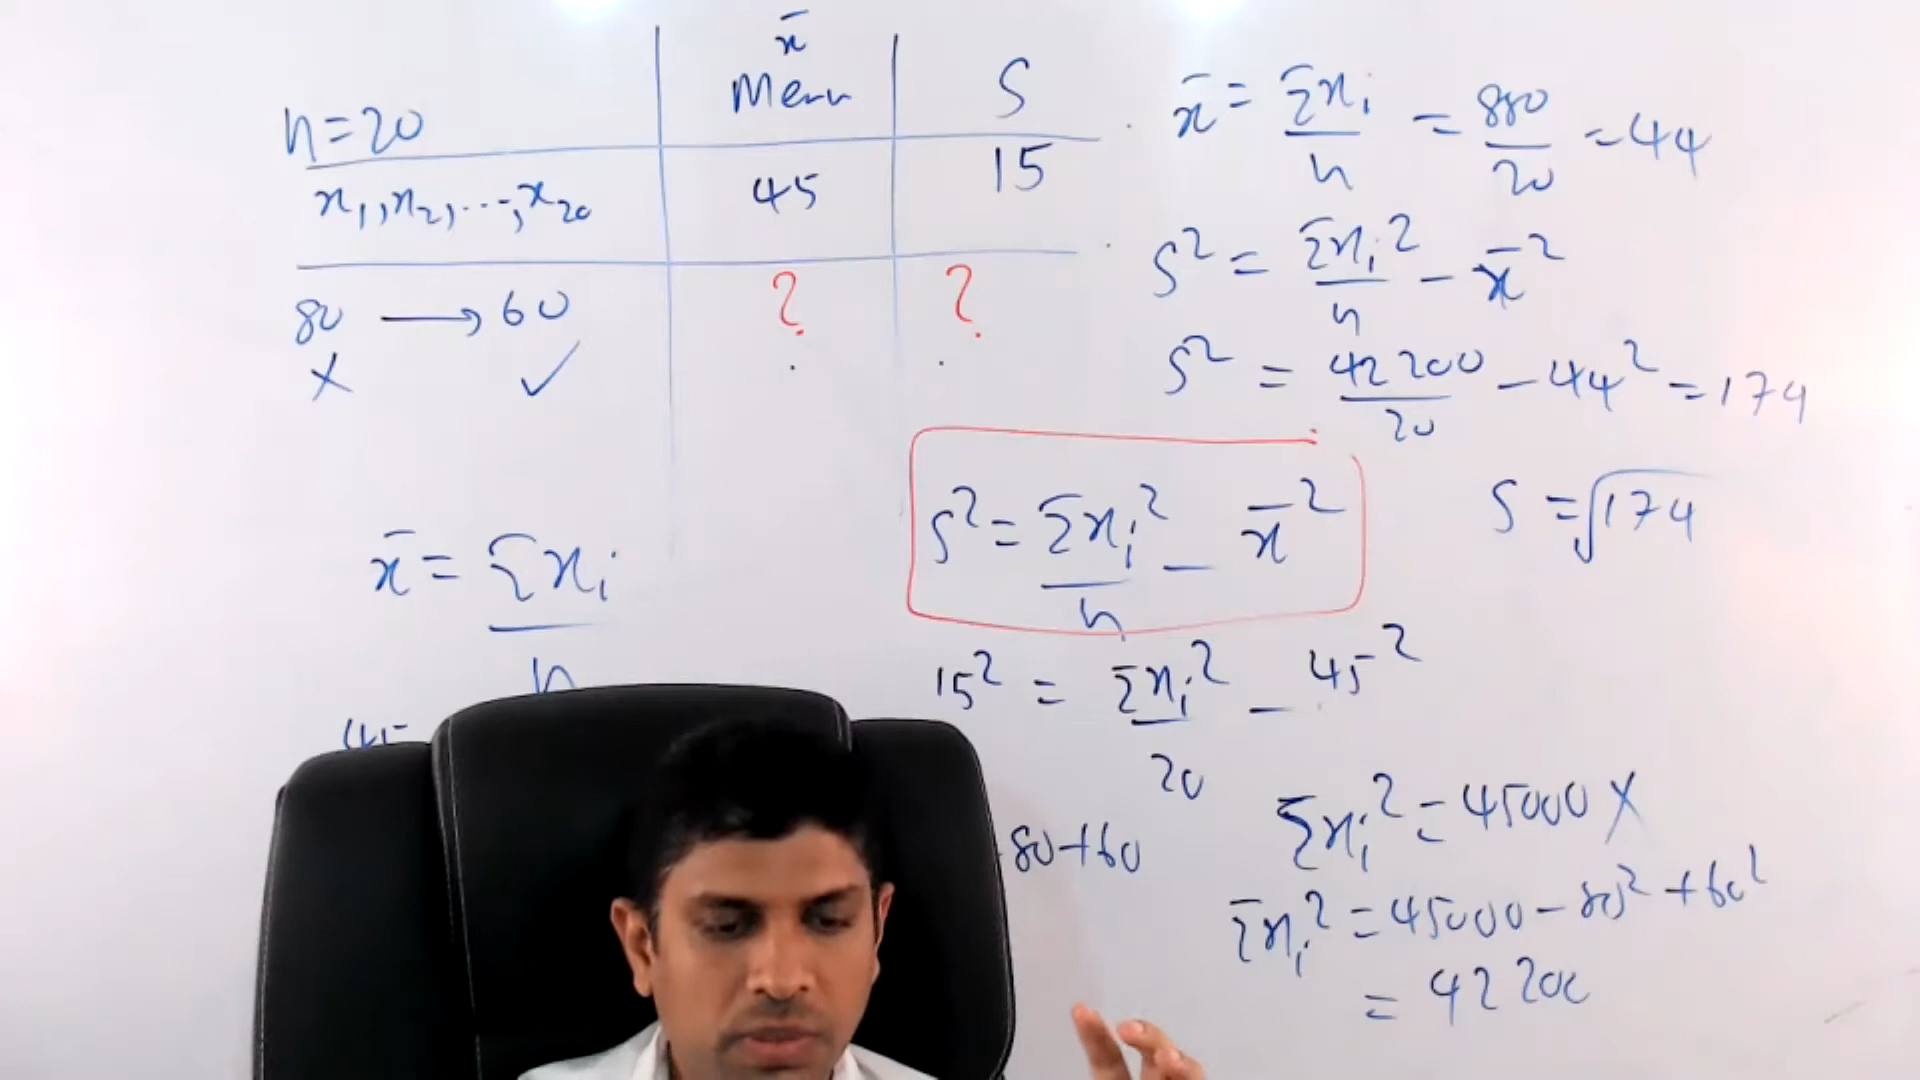 n=20
x̄
Mean
S
x₁,x₂,...,x₂₀
45
15
80 → 60
?
?
X ✓
x̄ = Σxᵢ/n = 880/20 = 44
S² = Σxᵢ²/n − x̄²
S² = 42200/20 − 44² = 174
S = √174
x̄ = Σxᵢ/n
S² = Σxᵢ²/n − x̄²
15² = Σxᵢ²/20 − 45²
80+60
Σxᵢ² = 45000 X
Σxᵢ² = 45000 − 80² + 60²
= 42200